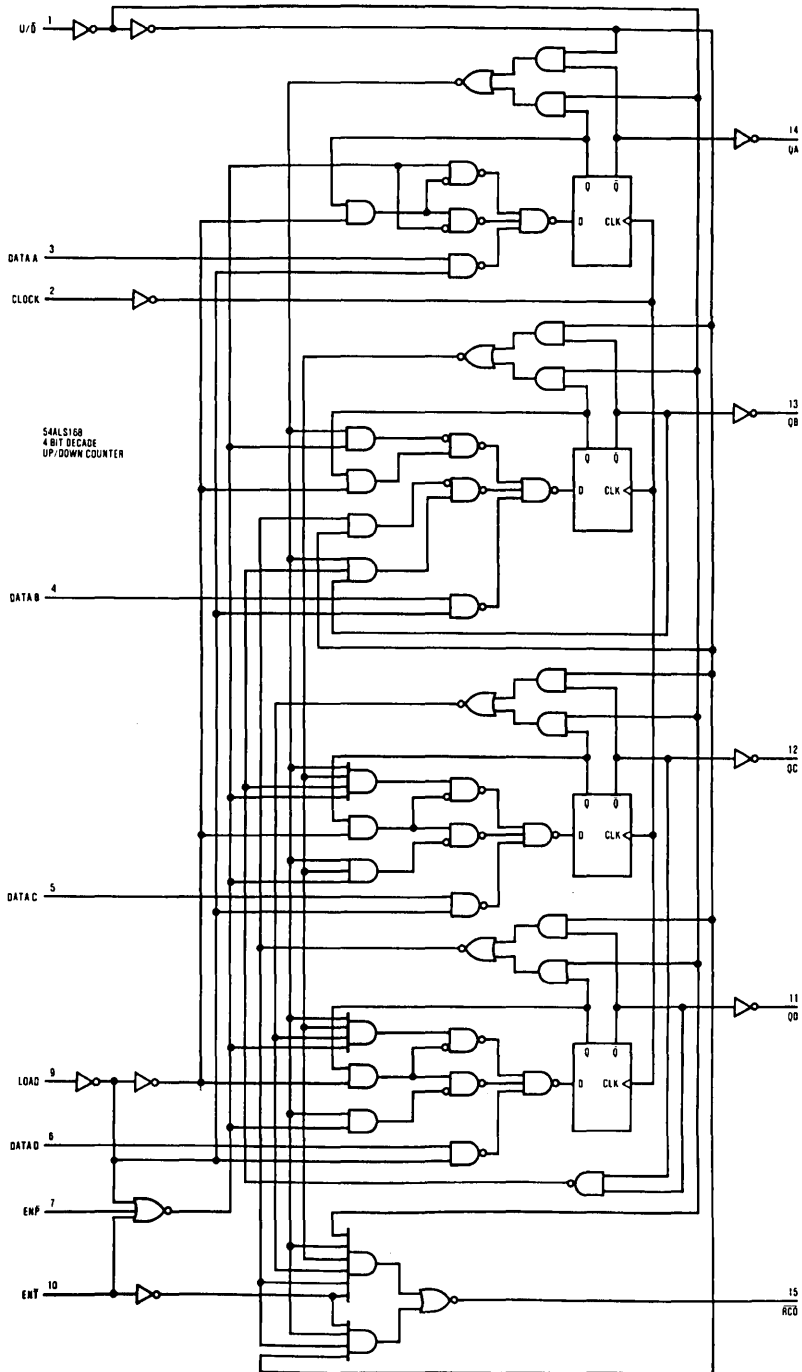 U/D̄ 1
14
QA
Q Q̄
D CLK
DATA A 3
CLOCK 2
13
QB
54ALS168
4 BIT DECADE
UP/DOWN COUNTER
Q Q̄
D CLK
DATA B 4
12
QC
Q Q̄
D CLK
DATA C 5
11
QD
Q Q̄
D CLK
LOAD 9
DATA D 6
ENP̄ 7
ENT̄ 10
15
R̄C̄Ō